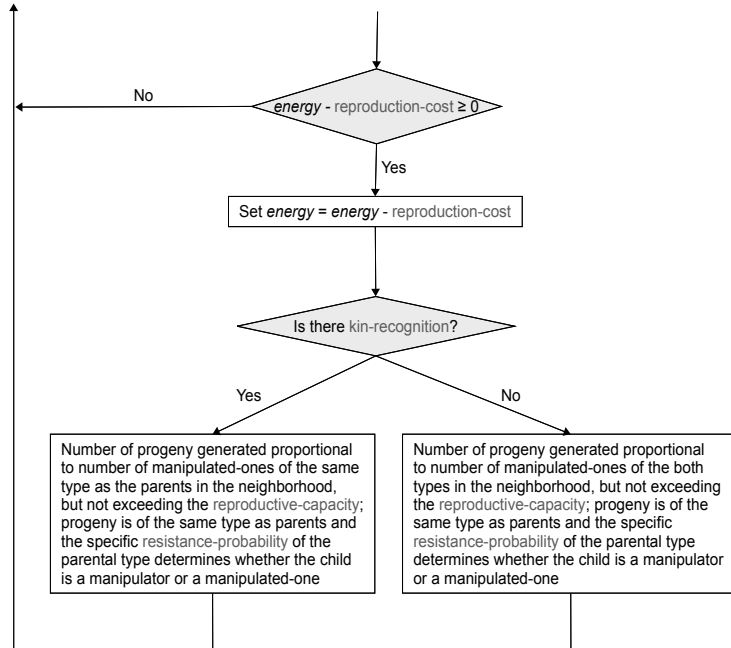 energy - reproduction-cost ≥ 0
No
Yes
Set energy = energy - reproduction-cost
Is there kin-recognition?
Yes
No
Number of progeny generated proportional
to number of manipulated-ones of the same
type as the parents in the neighborhood,
but not exceeding the reproductive-capacity;
progeny is of the same type as parents and
the specific resistance-probability of the
parental type determines whether the child
is a manipulator or a manipulated-one
Number of progeny generated proportional
to number of manipulated-ones of the both
types in the neighborhood, but not exceeding
the reproductive-capacity; progeny is of the
same type as parents and the specific
resistance-probability of the parental type
determines whether the child is a manipulator
or a manipulated-one